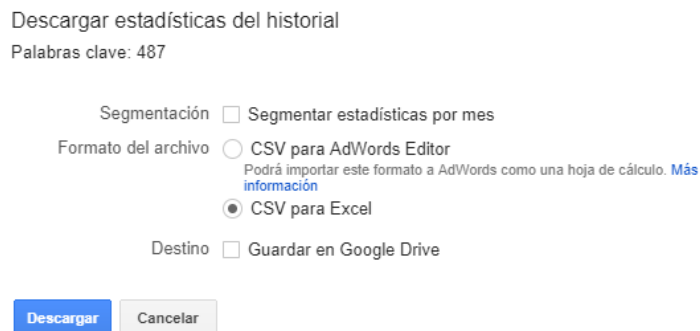 Descargar estadísticas del historial
Palabras clave: 487
Segmentación Segmentar estadísticas por mes
Formato del archivo CSV para AdWords Editor
Podrá importar este formato a AdWords como una hoja de cálculo. Más
información
CSV para Excel
Destino Guardar en Google Drive
Descargar Cancelar